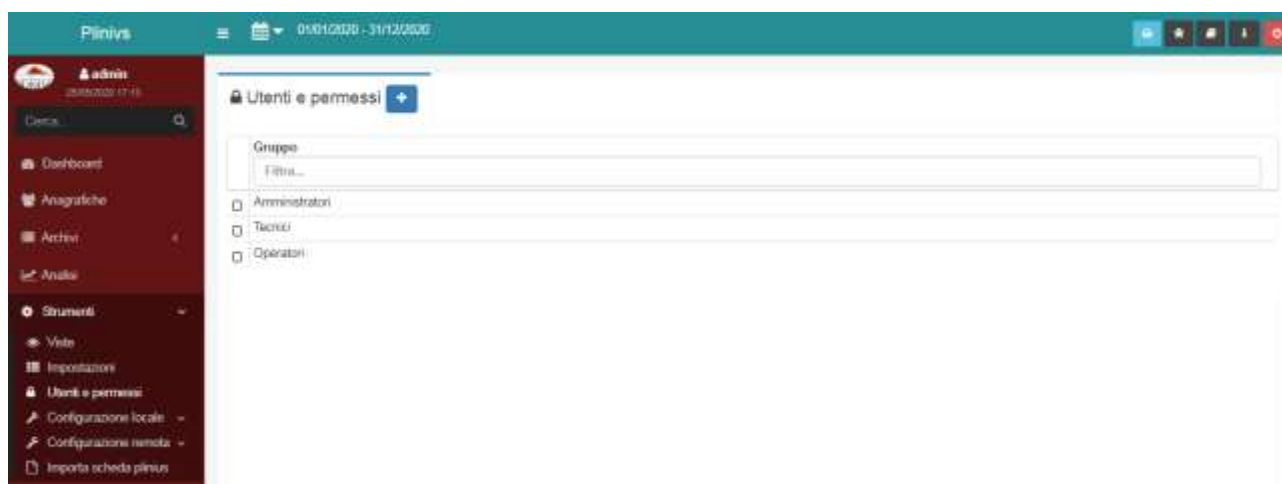 Plinivs
01/01/2020 - 31/12/2020
admin
Cerca...
Utenti e permessi
Gruppo
Filtra...
Amministratori
Tecnici
Operatori
Dashboard
Anagrafiche
Archivi
Analisi
Strumenti
Viste
Impostazioni
Utenti e permessi
Configurazione locale
Configurazione remota
Importa scheda plinius